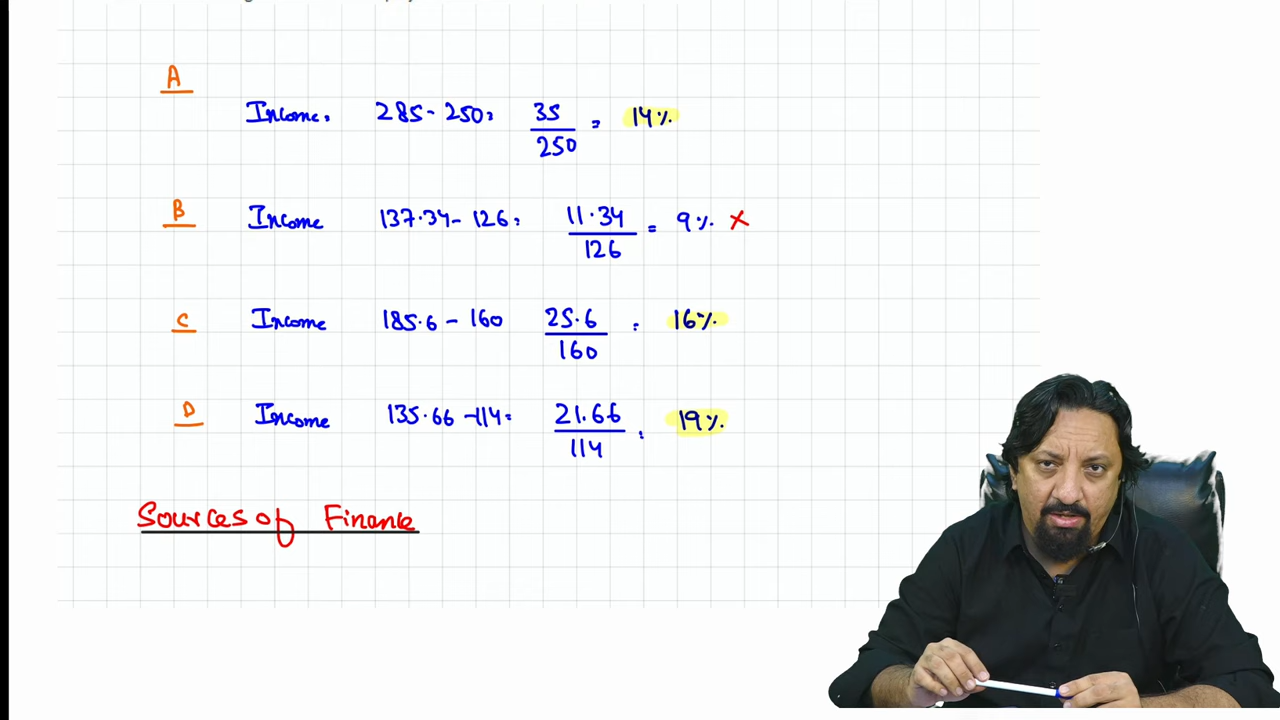 A
Income = 285 - 250 = 35/250 = 14%
B
Income 137.34 - 126 = 11.34/126 = 9% ×
C
Income 185.6 - 160 25.6/160 = 16%
D
Income 135.66 - 114 = 21.66/114 = 19%
Sources of Finance